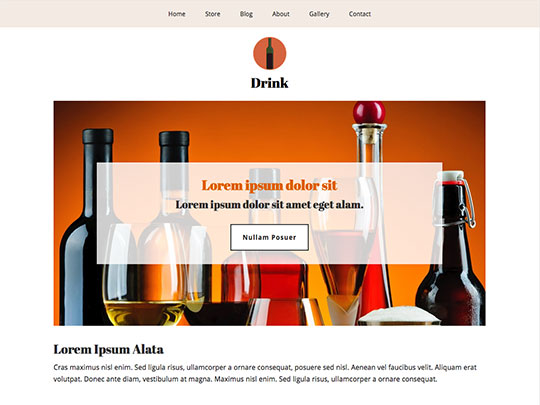 Home Store Blog About Gallery Contact
Drink
Lorem ipsum dolor sit
Lorem ipsum dolor sit amet eget alam.
Nullam Posuer
Lorem Ipsum Alata
Cras maximus nisl enim. Sed ligula risus, ullamcorper a ornare consequat, posuere sed nisl. Aenean vel faucibus velit. Aliquam erat
volutpat. Donec ante diam, vestibulum at magna. Maximus nisl enim. Sed ligula risus, ullamcorper a ornare consequat.